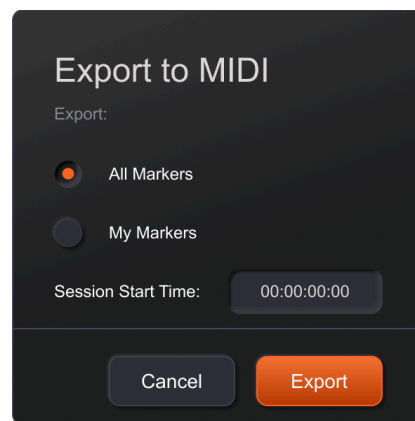 Export to MIDI
Export:
All Markers
My Markers
Session Start Time: 00:00:00:00
Cancel Export